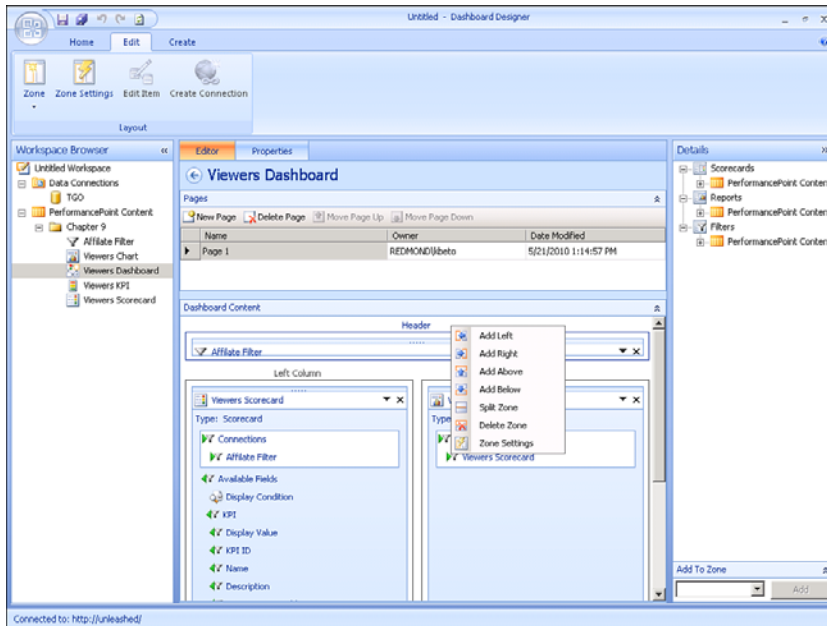 Untitled - Dashboard Designer
Home Edit Create
Zone Zone Settings Edit Item Create Connection
Layout
Workspace Browser
Untitled Workspace
Data Connections
TGO
PerformancePoint Content
Chapter 9
Affilate Filter
Viewers Chart
Viewers Dashboard
Viewers KPI
Viewers Scorecard
Editor Properties
Viewers Dashboard
Pages
New Page Delete Page Move Page Up Move Page Down
Name Owner Date Modified
Page 1 REDMOND\kbeto 5/21/2010 1:14:57 PM
Dashboard Content
Header
Affilate Filter
Left Column
Viewers Scorecard
Type: Scorecard
Connections
Affilate Filter
Available Fields
Display Condition
KPI
Display Value
KPI ID
Name
Description
V
Type
Viewers Scorecard
Add Left
Add Right
Add Above
Add Below
Split Zone
Delete Zone
Zone Settings
Details
Scorecards
PerformancePoint Conten
Reports
PerformancePoint Conten
Filters
PerformancePoint Conten
Add To Zone
Add
Connected to: http://unleashed/